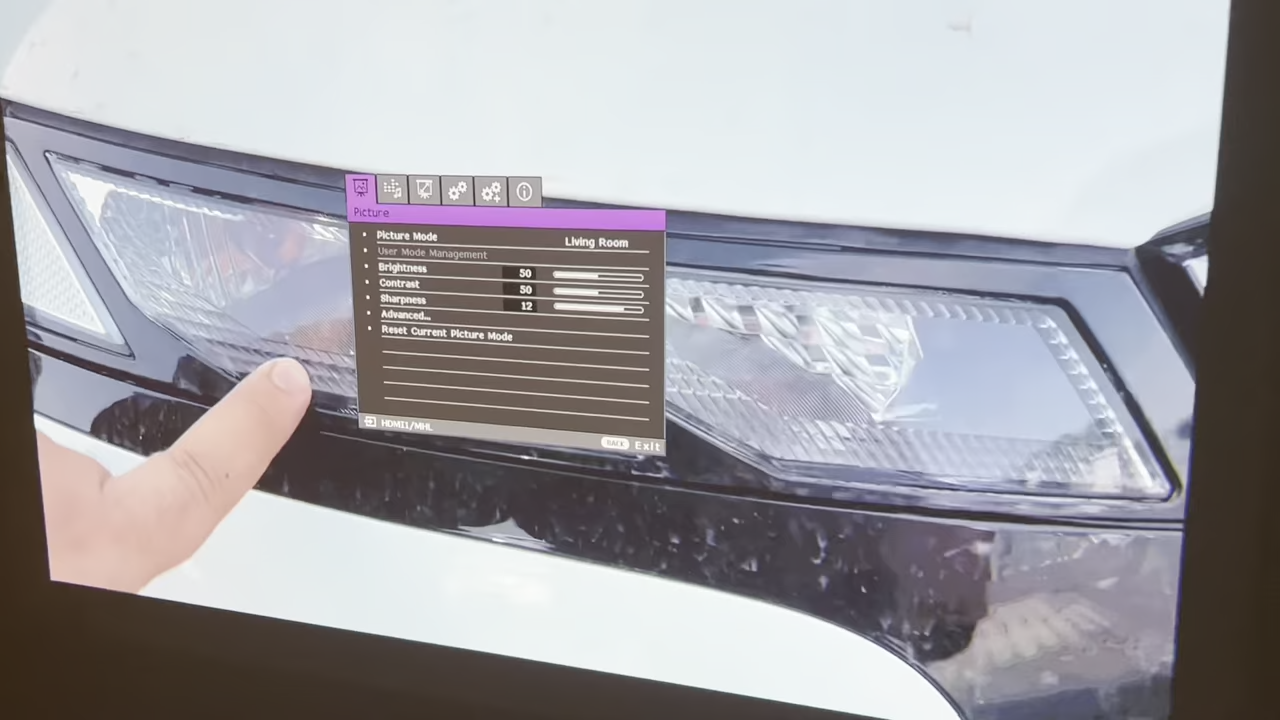 Picture
Picture Mode Living Room
User Mode Management
Brightness 50
Contrast 50
Sharpness 12
Advanced...
Reset Current Picture Mode
HDMI1/MHL
BACK Exit